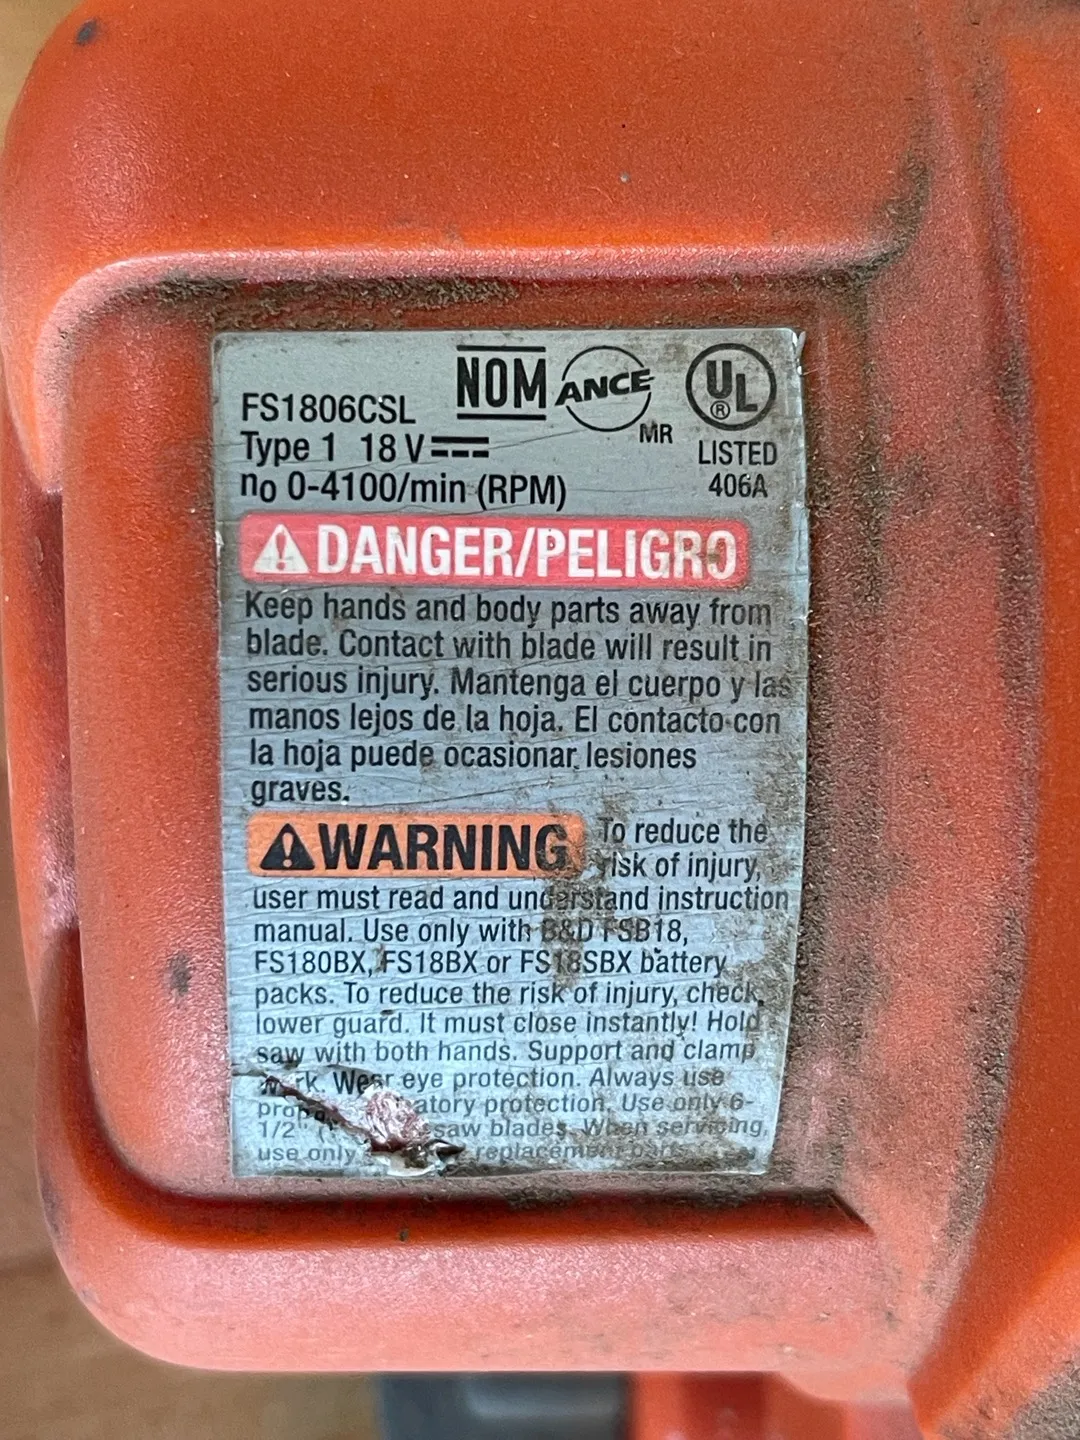 NOM ANCE UL ®
FS1806CSL
MR LISTED
Type 1 18 V
406A
no 0-4100/min (RPM)
DANGER/PELIGRO
Keep hands and body parts away from
blade. Contact with blade will result in
serious injury. Mantenga el cuerpo y las
manos lejos de la hoja. El contacto con
la hoja puede ocasionar lesiones
graves.
WARNING To reduce the
risk of injury,
user must read and understand instruction
manual. Use only with B&D FSB18,
FS180BX, FS18BX or FS18SBX battery
packs. To reduce the risk of injury, check
lower guard. It must close instantly! Hold
saw with both hands. Support and clamp
work. Wear eye protection. Always use
protection. Use only 6-
1/2" saw blades. When servicing,
use only replacement parts.